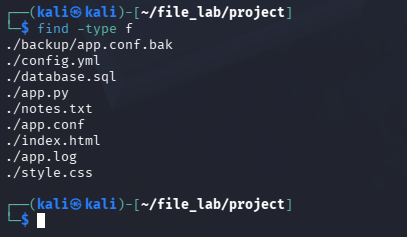 ┌──(kali㉿kali)-[~/file_lab/project]
└─$ find -type f
./backup/app.conf.bak
./config.yml
./database.sql
./app.py
./notes.txt
./app.conf
./index.html
./app.log
./style.css
┌──(kali㉿kali)-[~/file_lab/project]
└─$